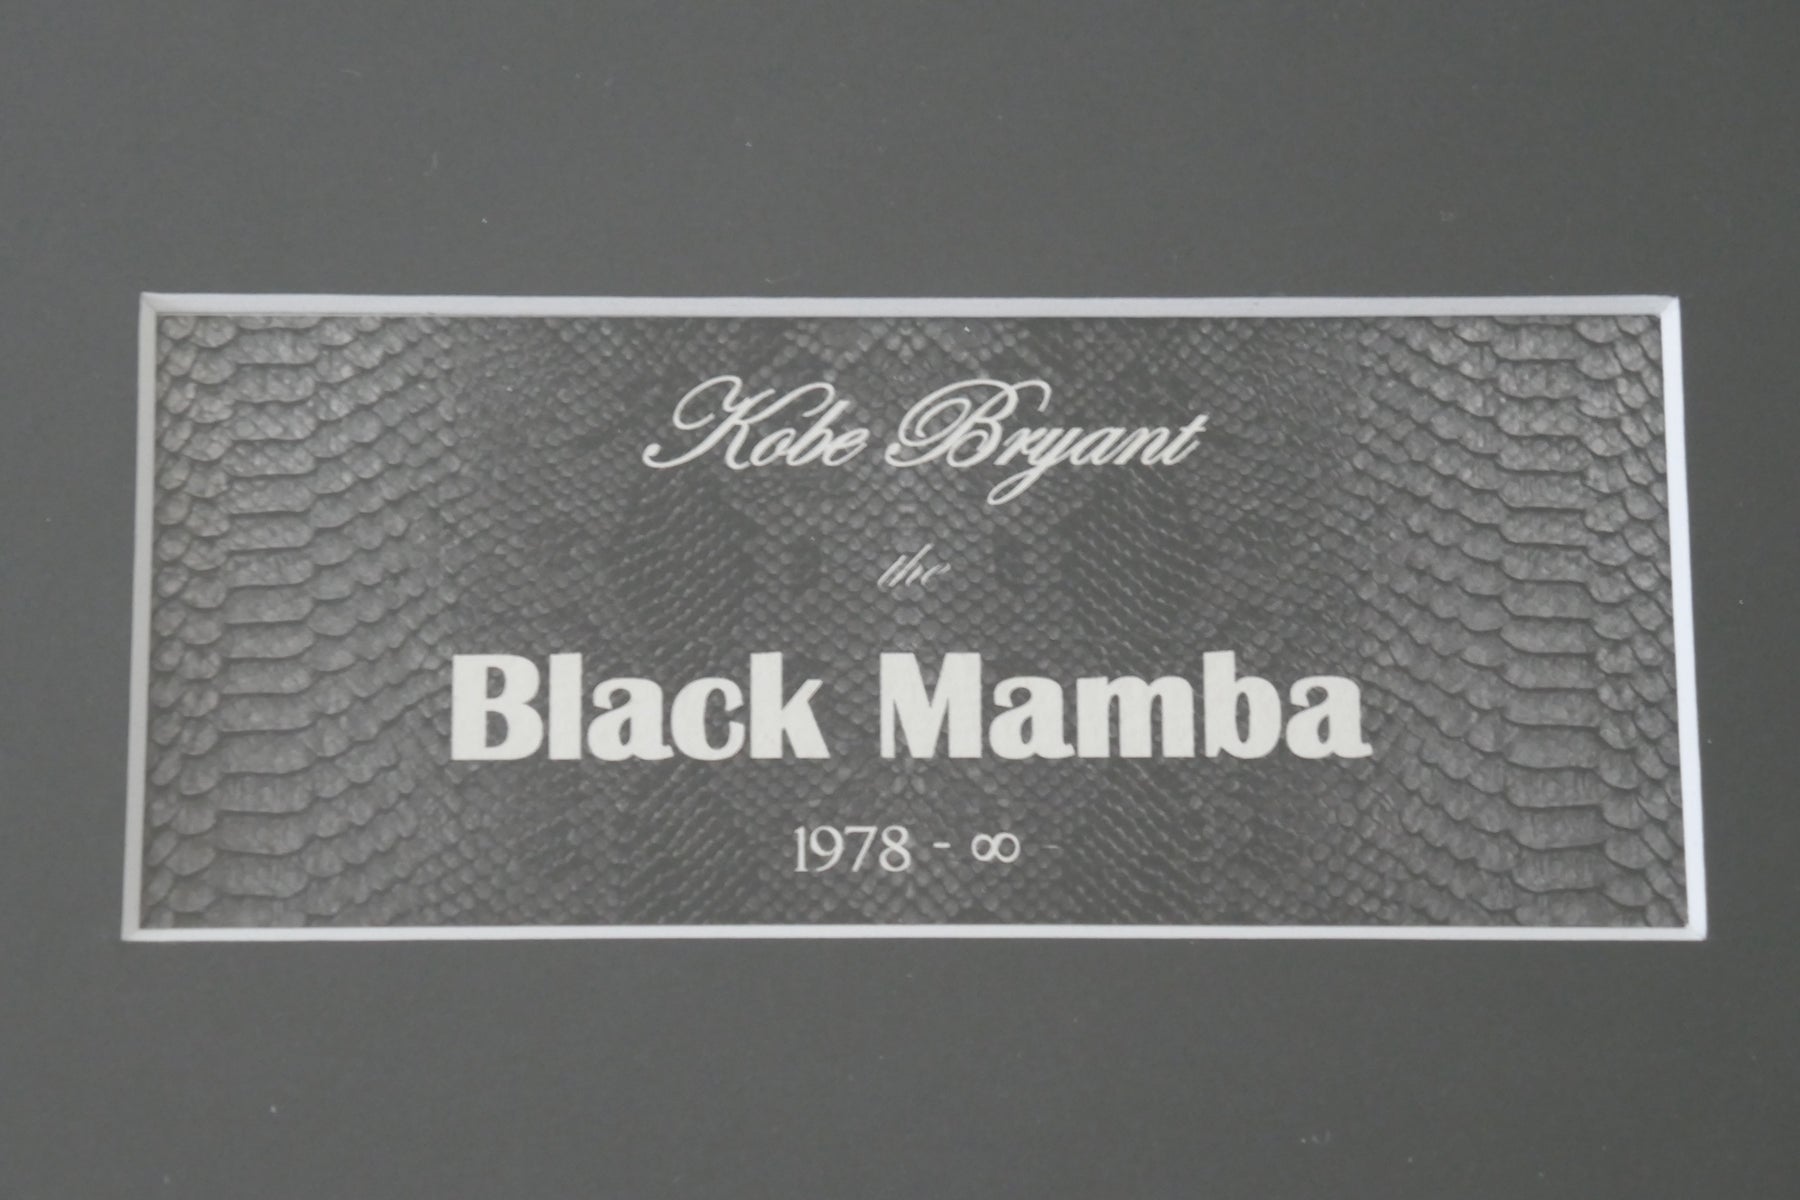 Kobe Bryant
the
Black Mamba
1978 - ∞